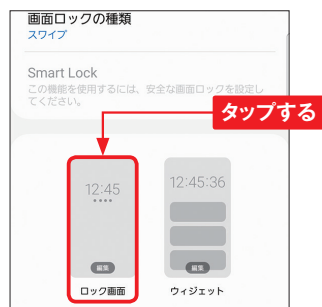 画面ロックの種類
スワイプ
Smart Lock
この機能を使用するには、安全な画面ロックを設定し
てください。
タップする
12:45
12:45:36
編集
編集
ロック画面
ウィジェット